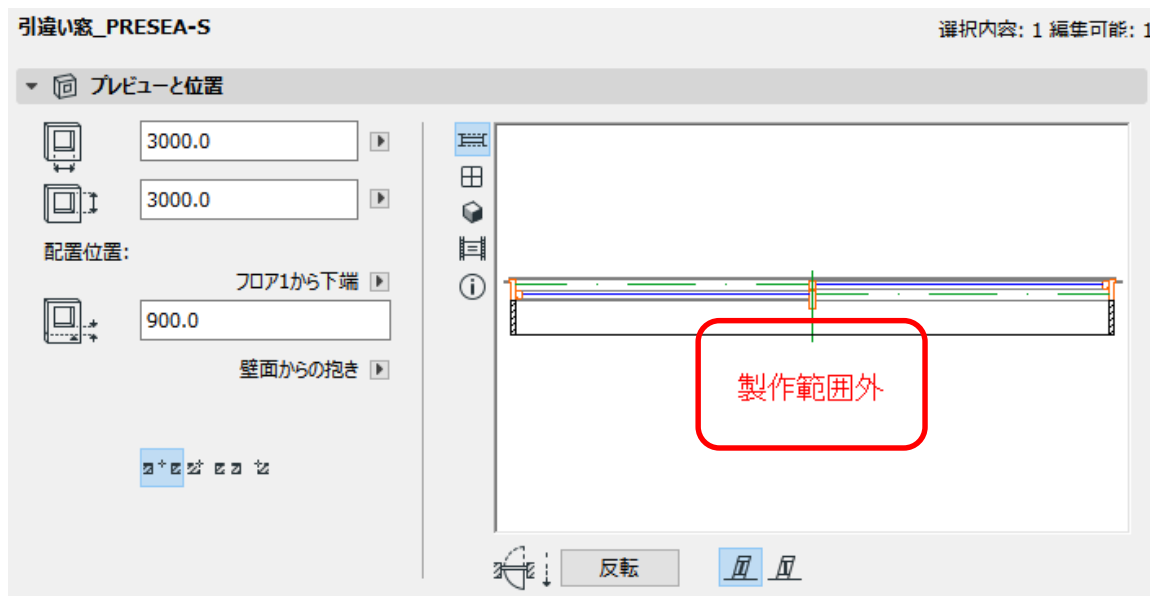 引違い窓_PRESEA-S
選択内容: 1 編集可能: 1
プレビューと位置
3000.0
3000.0
配置位置:
フロア1から下端
900.0
壁面からの抱き
製作範囲外
反転